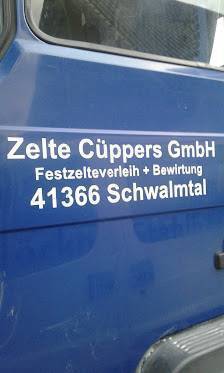 Zelte Cüppers GmbH
Festzelteverleih + Bewirtung
41366 Schwalmtal